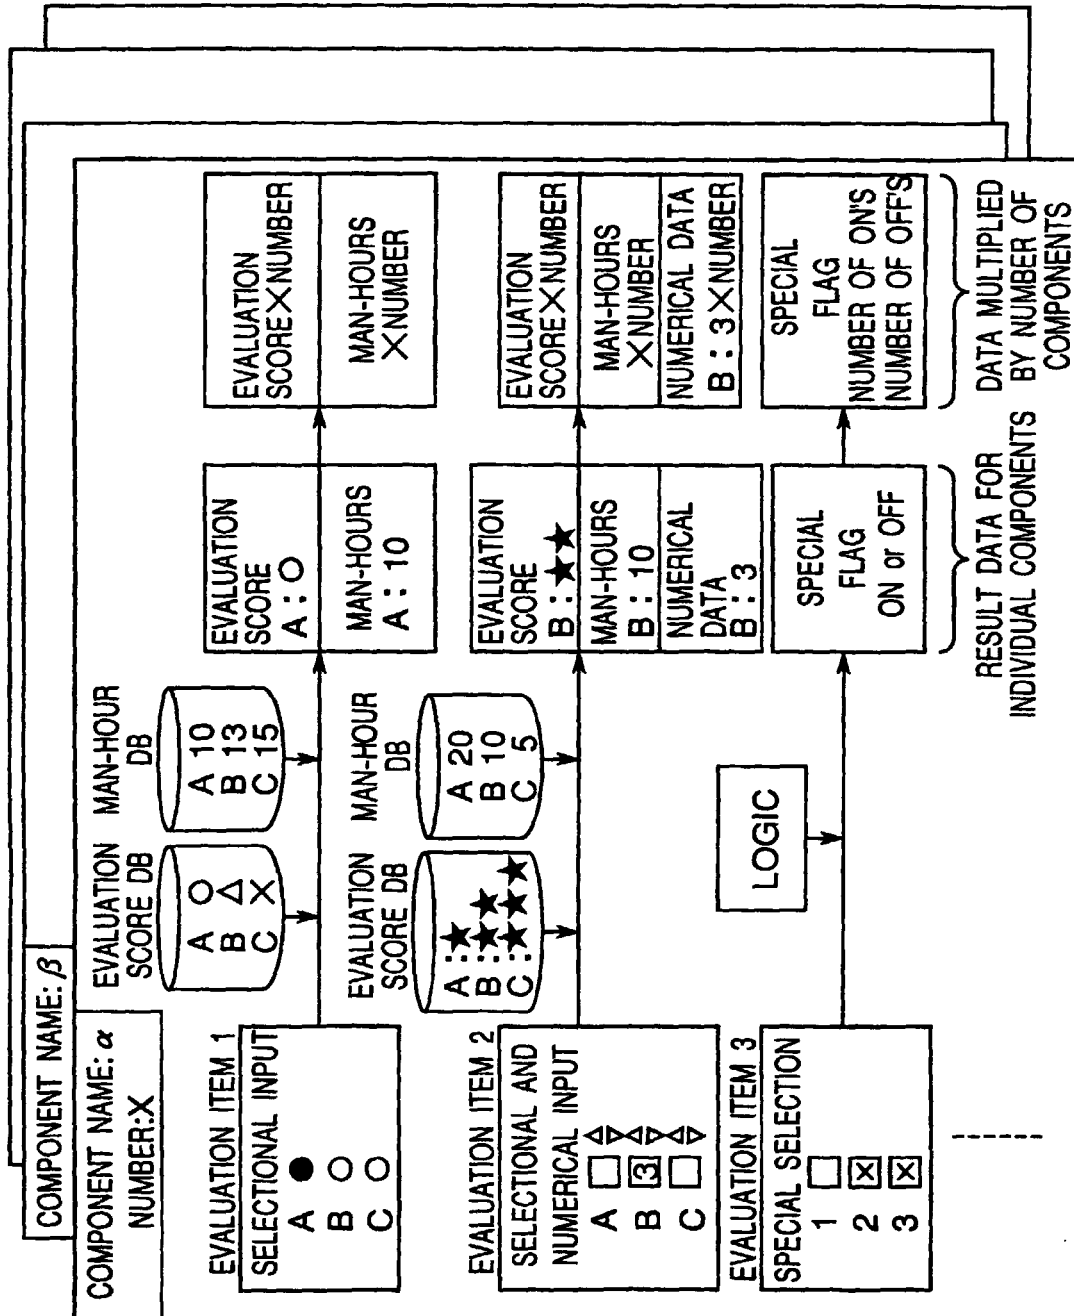 COMPONENT NAME: β
COMPONENT NAME: α
NUMBER:X
EVALUATION ITEM 1
SELECTIONAL INPUT
A ●
B ○
C ○
EVALUATION
SCORE DB
A ○
B △
C ×
MAN-HOUR
DB
A 10
B 13
C 15
EVALUATION
SCORE
A : ○
MAN-HOURS
A : 10
EVALUATION
SCORE×NUMBER
MAN-HOURS
×NUMBER
EVALUATION ITEM 2
SELECTIONAL AND
NUMERICAL INPUT
A
B 3
C
EVALUATION
SCORE DB
A : ★
B : ★★
C : ★★★
MAN-HOUR
DB
A 20
B 10
C 5
EVALUATION
SCORE
B : ★★
MAN-HOURS
B : 10
NUMERICAL
DATA
B : 3
EVALUATION
SCORE×NUMBER
MAN-HOURS
×NUMBER
NUMERICAL DATA
B : 3×NUMBER
EVALUATION ITEM 3
SPECIAL SELECTION
1 □
2 ☒
3 ☒
LOGIC
SPECIAL
FLAG
ON or OFF
SPECIAL
FLAG
NUMBER OF ON'S
NUMBER OF OFF'S
RESULT DATA FOR
INDIVIDUAL COMPONENTS
DATA MULTIPLIED
BY NUMBER OF
COMPONENTS